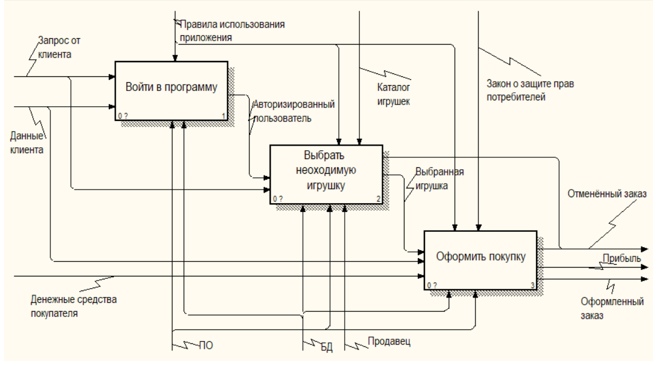 Правила использования
приложения
Запрос от
клиента
Войти в программу
0 ?
1
Данные
клиента
Авторизированный
пользователь
Каталог
игрушек
Закон о защите прав
потребителей
Выбрать
неоходимую
игрушку
0 ?
2
Выбранная
игрушка
Отменённый заказ
Оформить покупку
0 ?
3
Прибыль
Оформленный
заказ
Денежные средства
покупателя
ПО
БД
Продавец